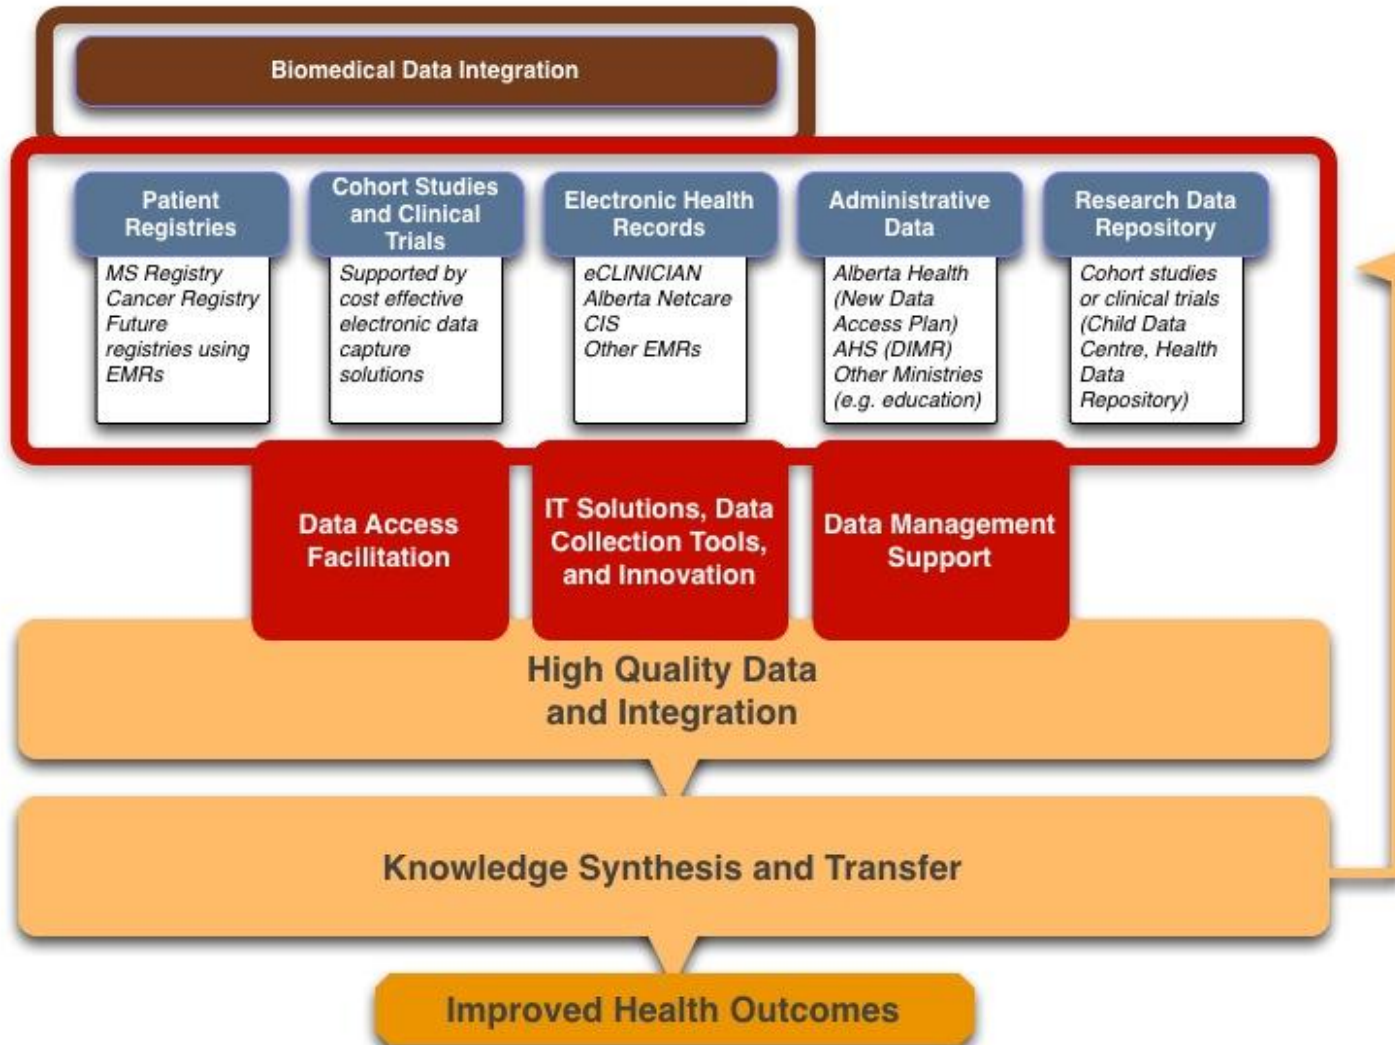 Biomedical Data Integration
Patient
Registries
MS Registry
Cancer Registry
Future
registries using
EMRs
Cohort Studies
and Clinical
Trials
Supported by
cost effective
electronic data
capture
solutions
Electronic Health
Records
eCLINICIAN
Alberta Netcare
CIS
Other EMRs
Administrative
Data
Alberta Health
(New Data
Access Plan)
AHS (DIMR)
Other Ministries
(e.g. education)
Research Data
Repository
Cohort studies
or clinical trials
(Child Data
Centre, Health
Data
Repository)
Data Access
Facilitation
IT Solutions, Data
Collection Tools,
and Innovation
Data Management
Support
High Quality Data
and Integration
Knowledge Synthesis and Transfer
Improved Health Outcomes